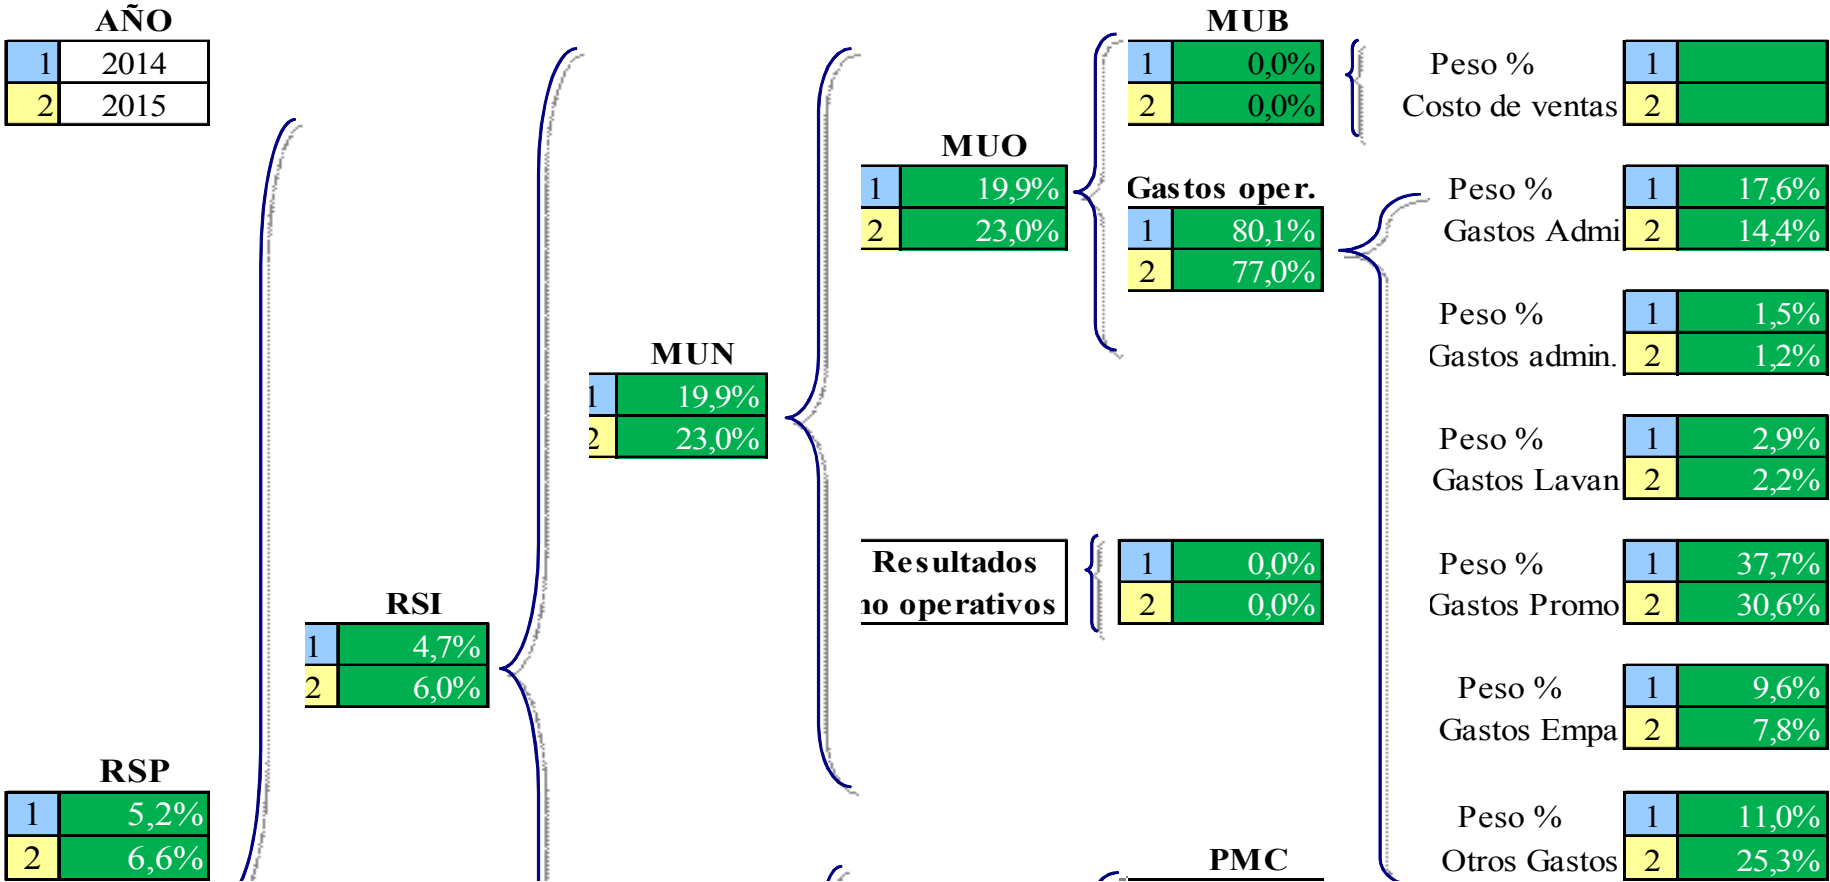 AÑO
1 2014
2 2015
MUB
1 0,0%
2 0,0%
Peso % 1
Costo de ventas 2
MUO
1 19,9%
2 23,0%
Gastos oper.
1 80,1%
2 77,0%
Peso % 1 17,6%
Gastos Admi 2 14,4%
Peso % 1 1,5%
Gastos admin. 2 1,2%
MUN
1 19,9%
2 23,0%
Peso % 1 2,9%
Gastos Lavan 2 2,2%
Resultados
no operativos
1 0,0%
2 0,0%
Peso % 1 37,7%
Gastos Promo 2 30,6%
RSI
1 4,7%
2 6,0%
Peso % 1 9,6%
Gastos Empa 2 7,8%
RSP
1 5,2%
2 6,6%
Peso % 1 11,0%
Otros Gastos 2 25,3%
PMC